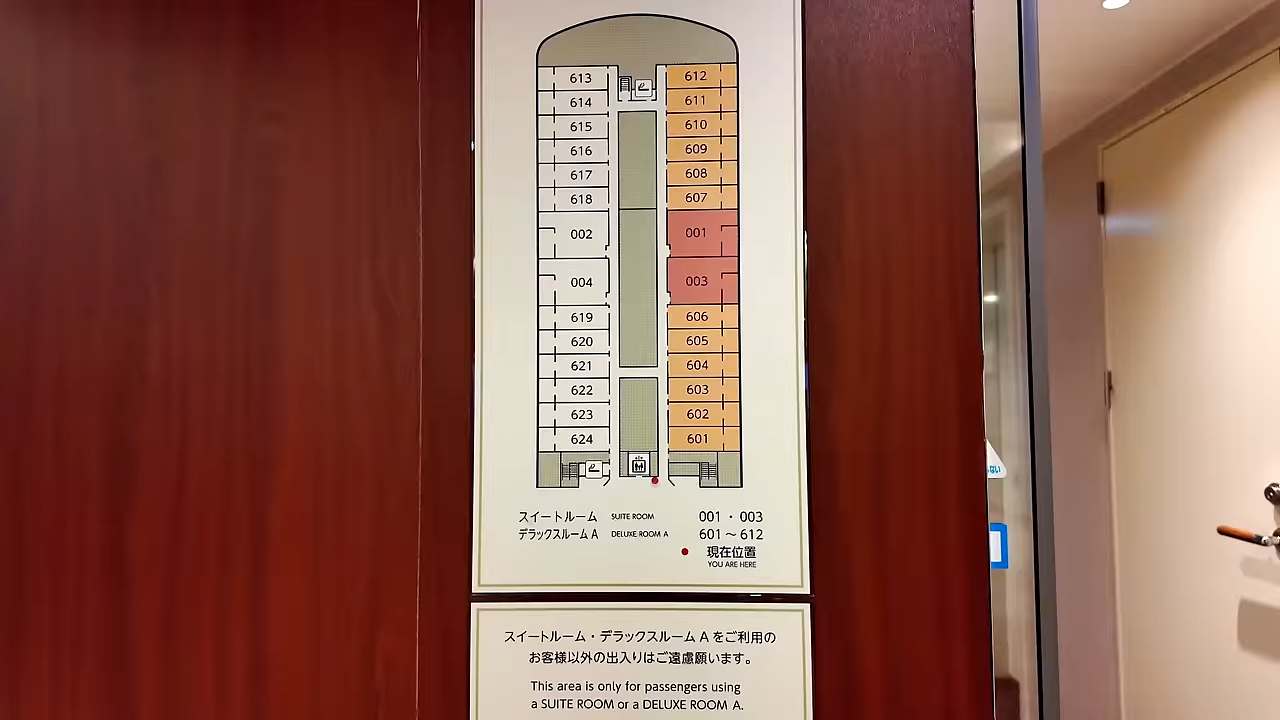 613 612
614 611
615 610
616 609
617 608
618 607
002 001
004 003
619 606
620 605
621 604
622 603
623 602
624 601
スイートルーム SUITE ROOM 001 ・ 003
デラックスルーム A DELUXE ROOM A 601 ～ 612
現在位置
YOU ARE HERE
スイートルーム・デラックスルーム A をご利用の
お客様以外の出入りはご遠慮願います。
This area is only for passengers using
a SUITE ROOM or a DELUXE ROOM A.
ない